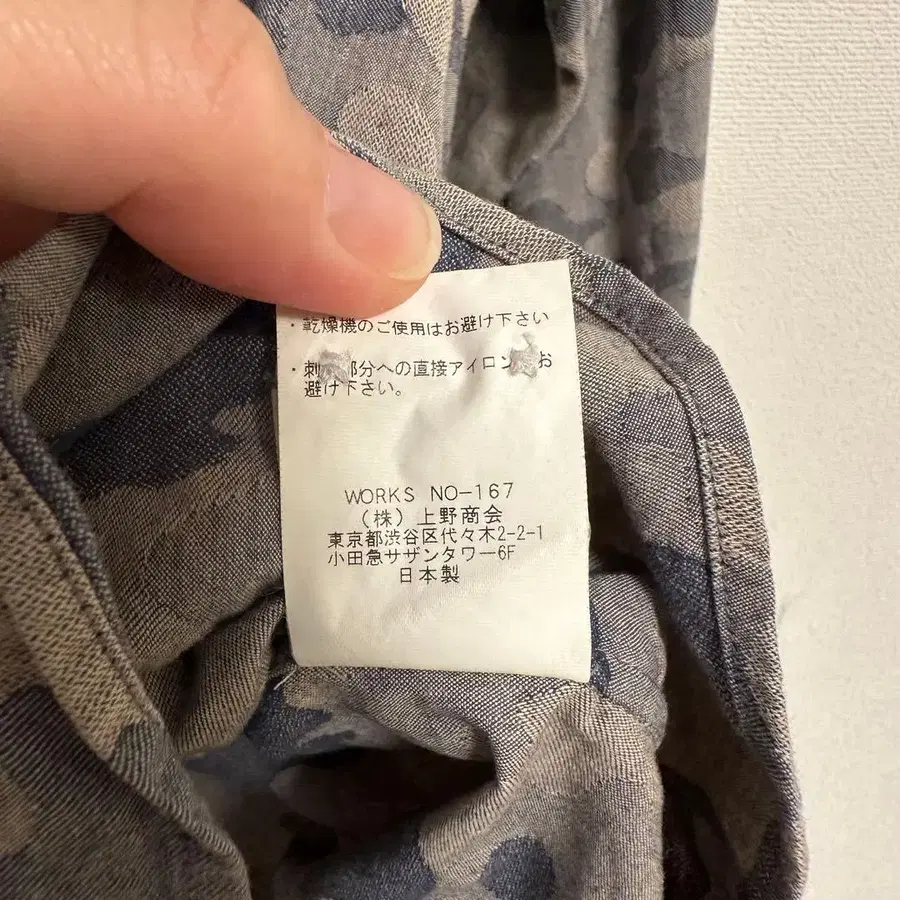 ・乾燥機のご使用はお避け下さい
・刺 部分への直接アイロン お
避け下さい。
WORKS NO-167
(株)上野商会
東京都渋谷区代々木2-2-1
小田急サザンタワー6F
日本製